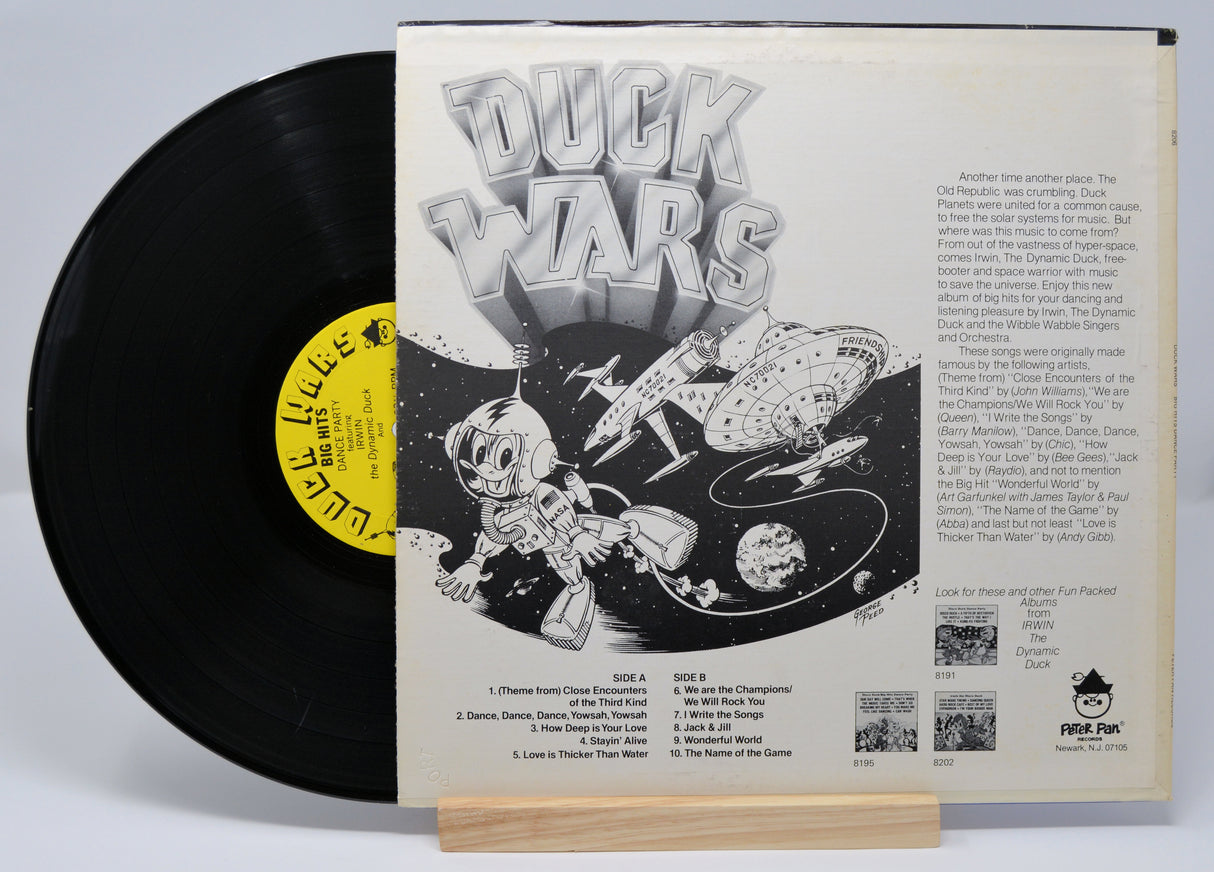 DUCK
WARS
Another time another place. The
Old Republic was crumbling. Duck
Planets were united for a common cause,
to free the solar systems for music. But
where was this music to come from?
From out of the vastness of hyper-space,
comes Irwin, The Dynamic Duck, free-
booter and space warrior with music
to save the universe. Enjoy this new
album of big hits for your dancing and
listening pleasure by Irwin, The Dynamic
Duck and the Wibble Wabble Singers
and Orchestra.
These songs were originally made
famous by the following artists,
(Theme from) "Close Encounters of the
Third Kind" by (John Williams), "We are
the Champions/We Will Rock You" by
(Queen), "I Write the Songs" by
(Barry Manilow), "Dance, Dance, Dance,
Yowsah, Yowsah" by (Chic), "How
Deep is Your Love" by (Bee Gees), "Jack
& Jill" by (Raydio), and not to mention
the Big Hit "Wonderful World" by
(Art Garfunkel with James Taylor & Paul
Simon), "The Name of the Game" by
(Abba) and last but not least "Love is
Thicker Than Water" by (Andy Gibb).
Look for these and other Fun Packed
Albums
from
IRWIN
The
Dynamic
Duck
8191
8195
8202
PETER PAN®
RECORDS
Newark, N.J. 07105
NC70021
NC70021
FRIENDS
NASA
GEORGE
PEED
SIDE A
1. (Theme from) Close Encounters
of the Third Kind
2. Dance, Dance, Dance, Yowsah, Yowsah
3. How Deep is Your Love
4. Stayin' Alive
5. Love is Thicker Than Water
SIDE B
6. We are the Champions/
We Will Rock You
7. I Write the Songs
8. Jack & Jill
9. Wonderful World
10. The Name of the Game
DUCK WARS
BIG HITS
DANCE PARTY
featuring
IRWIN
the Dynamic Duck
And
8206